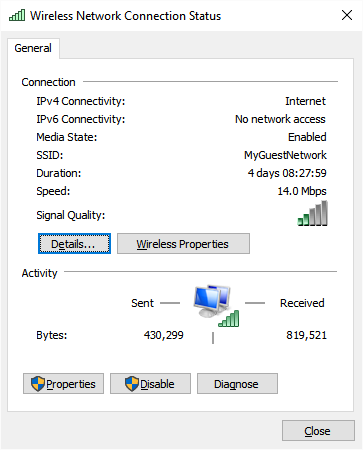 Wireless Network Connection Status
General
Connection
IPv4 Connectivity: Internet
IPv6 Connectivity: No network access
Media State: Enabled
SSID: MyGuestNetwork
Duration: 4 days 08:27:59
Speed: 14.0 Mbps
Signal Quality:
Details... Wireless Properties
Activity
Sent Received
Bytes: 430,299 819,521
Properties Disable Diagnose
Close